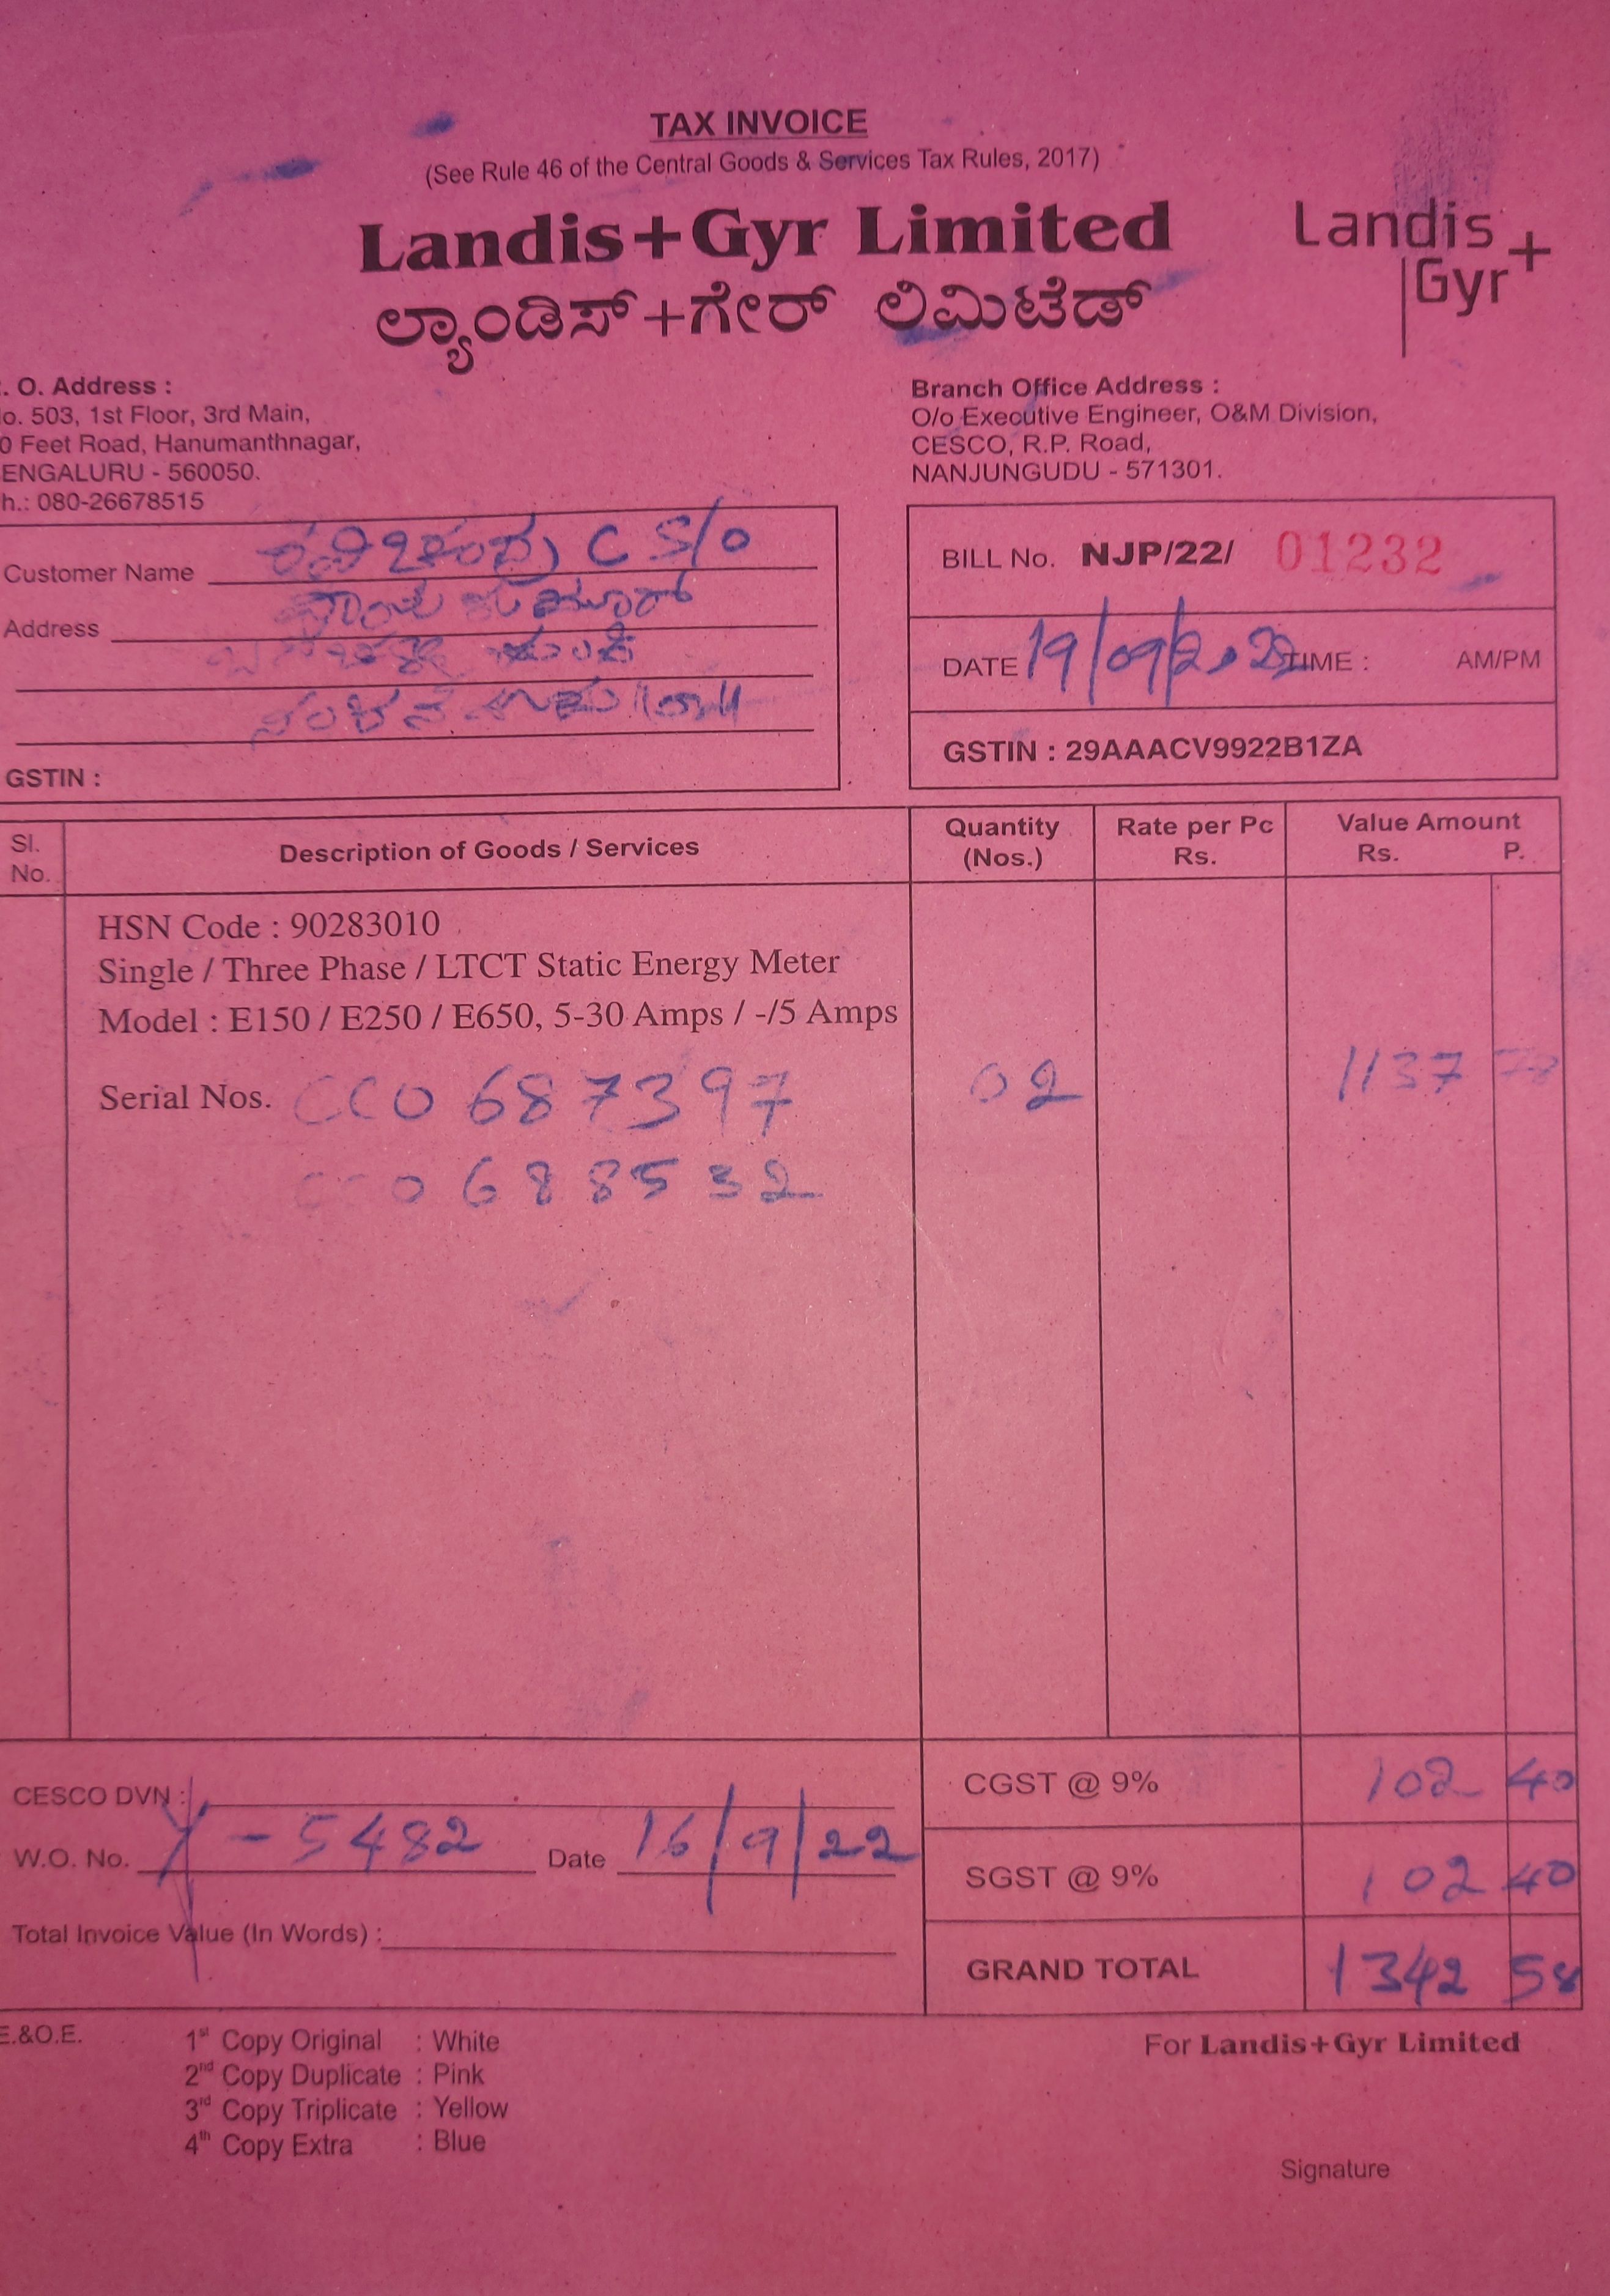 TAX INVOICE
(See Rule 46 of the Central Goods & Services Tax Rules, 2017)
Landis+Gyr Limited
ಲ್ಯಾಂಡಿಸ್+ಗೇರ್ ಲಿಮಿಟೆಡ್
Landis
Gyr+
. O. Address :
o. 503, 1st Floor, 3rd Main,
0 Feet Road, Hanumanthnagar,
ENGALURU - 560050.
h.: 080-26678515
Branch Office Address :
O/o Executive Engineer, O&M Division,
CESCO, R.P. Road,
NANJUNGUDU - 571301.
Customer Name ರವಿಚಂದ್ರ C S/o
Address
GSTIN :
BILL No. NJP/22/ 01232
DATE 19/09/2022 TIME : AM/PM
GSTIN : 29AAACV9922B1ZA
Sl. No. Description of Goods / Services Quantity (Nos.) Rate per Pc Rs. Value Amount Rs. P.
HSN Code : 90283010
Single / Three Phase / LTCT Static Energy Meter
Model : E150 / E250 / E650, 5-30 Amps / -/5 Amps
Serial Nos. CC0 687397 02 1137 78
CC0 688532
CESCO DVN :
W.O. No. Y - 5482 Date 16/9/22
Total Invoice Value (In Words) :
CGST @ 9% 102 40
SGST @ 9% 102 40
GRAND TOTAL 1342 58
E.&O.E.
1st Copy Original : White
2nd Copy Duplicate : Pink
3rd Copy Triplicate : Yellow
4th Copy Extra : Blue
For Landis+Gyr Limited
Signature